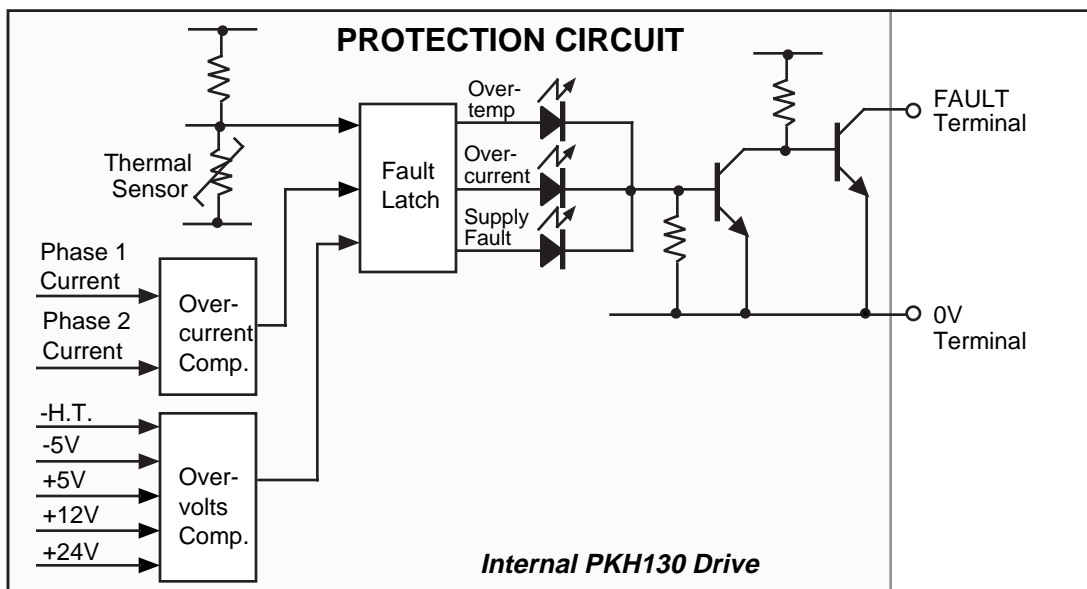 PROTECTION CIRCUIT
Over-
temp
FAULT
Terminal
Thermal
Sensor
Fault
Latch
Over-
current
Supply
Fault
Phase 1
Current
Over-
current
Comp.
Phase 2
Current
0V
Terminal
-H.T.
-5V
+5V
+12V
+24V
Over-
volts
Comp.
Internal PKH130 Drive